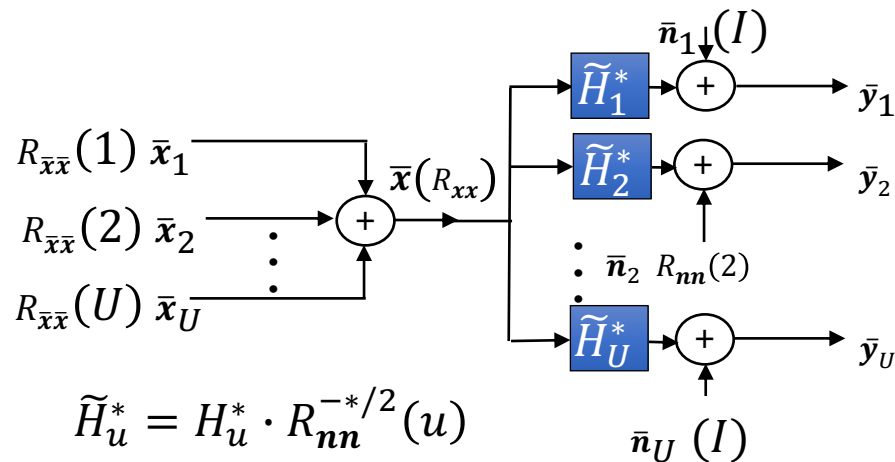 n̄₁ (I)
H̃₁* + ȳ₁
R_x̄x̄(1) x̄₁
x̄(R_xx) H̃₂* + ȳ₂
R_x̄x̄(2) x̄₂ +
n̄₂ R_nn(2)
R_x̄x̄(U) x̄_U
H̃_U* + ȳ_U
H̃_u* = H_u* · R_nn^{-*/2}(u)
n̄_U (I)